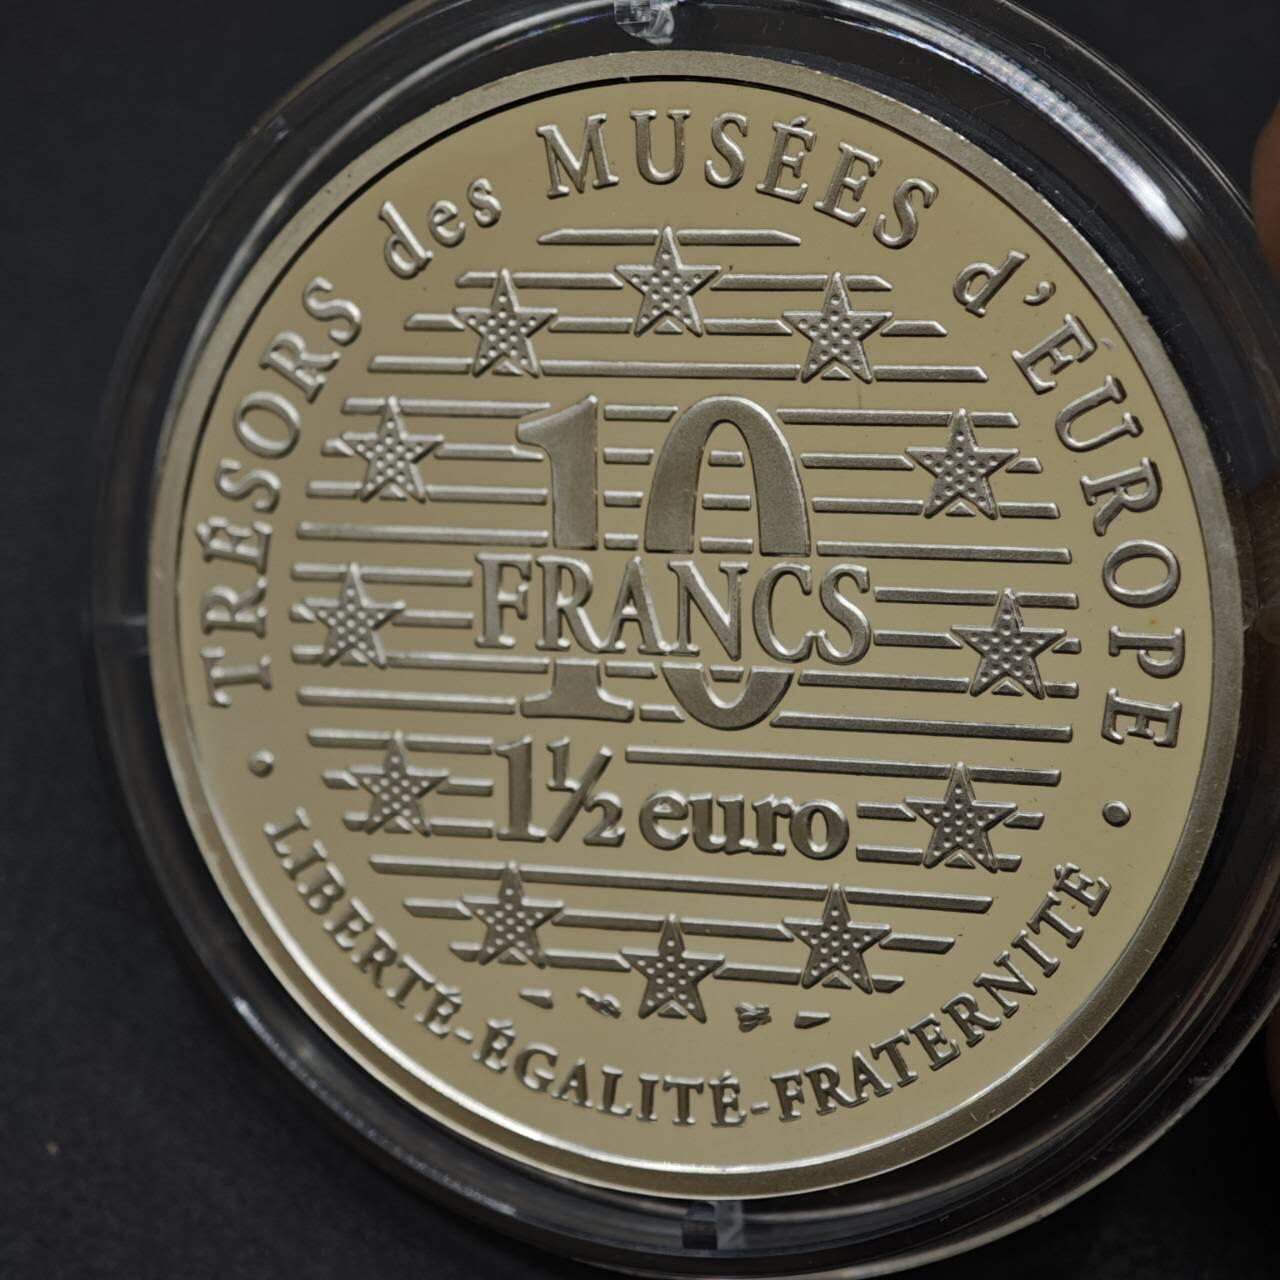 TRÉSORS des MUSÉES d'EUROPE
10
FRANCS
1½ euro
LIBERTÉ-ÉGALITÉ-FRATERNITÉ